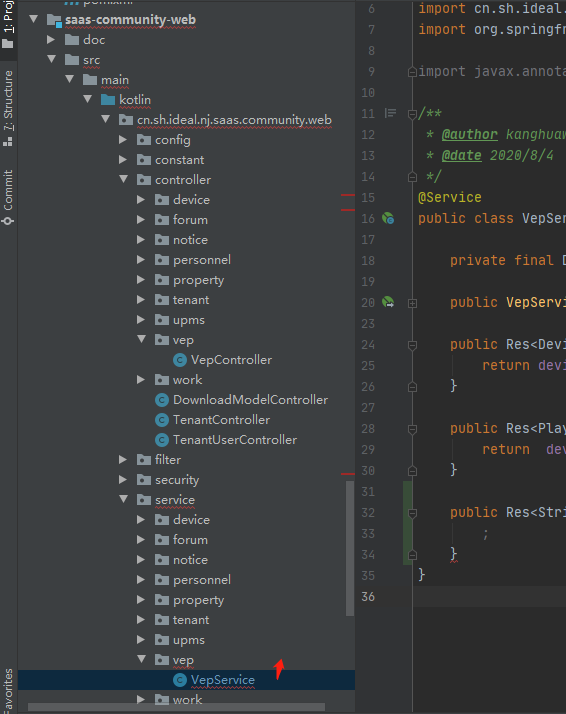 pom.xml
saas-community-web
doc
src
main
kotlin
cn.sh.ideal.nj.saas.community.web
config
constant
controller
device
forum
notice
personnel
property
tenant
upms
vep
VepController
work
DownloadModelController
TenantController
TenantUserController
filter
security
service
device
forum
notice
personnel
property
tenant
upms
vep
VepService
work
1: Proj
7: Structure
Commit
Favorites
6 import cn.sh.ideal.
7 import org.springfr
8
9 import javax.annota
10
11 /**
12 * @author kanghuaw
13 * @date 2020/8/4
14 */
15 @Service
16 public class VepServ
17
18 private final D
19
20 public VepServi
23
24 public Res<Devi
25 return devi
26 }
27
28 public Res<Play
29 return dev
30 }
31
32 public Res<Stri
33 ;
34 }
35 }
36